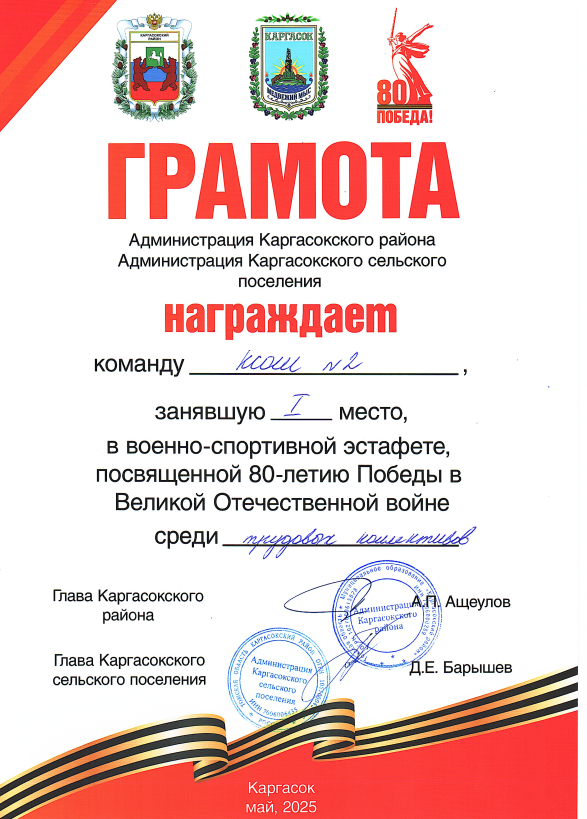 КАРГАСОКСКИЙ
РАЙОН
КАРГАСОК
МЕДВЕЖИЙ МЫС
80
ПОБЕДА!
ГРАМОТА
Администрация Каргасокского района
Администрация Каргасокского сельского
поселения
награждает
команду КСОШ №2,
занявшую I место,
в военно-спортивной эстафете,
посвященной 80-летию Победы в
Великой Отечественной войне
среди трудовых коллективов
Глава Каргасокского
района
А.П. Ащеулов
Администрация
Каргасокского
района
Глава Каргасокского
сельского поселения
Д.Е. Барышев
Администрация
Каргасокского
сельского
поселения
Каргасок
май, 2025